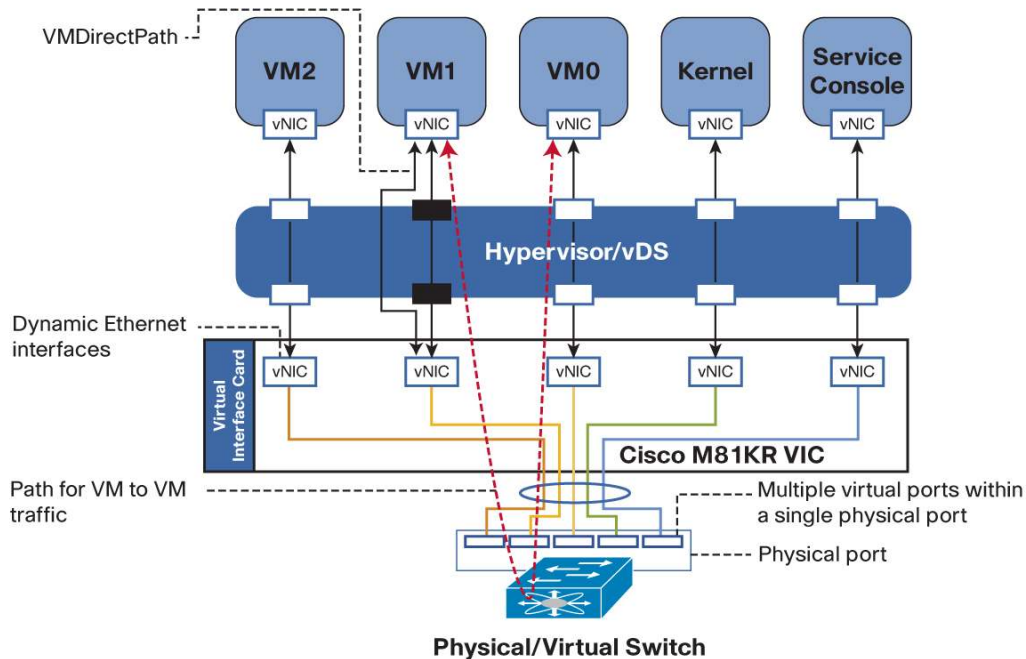 VMDirectPath
VM2
VM1
VM0
Kernel
Service
Console
vNIC
vNIC
vNIC
vNIC
vNIC
Hypervisor/vDS
Dynamic Ethernet
interfaces
Virtual
Interface Card
vNIC
vNIC
vNIC
vNIC
vNIC
Cisco M81KR VIC
Path for VM to VM
traffic
Multiple virtual ports within
a single physical port
Physical port
Physical/Virtual Switch